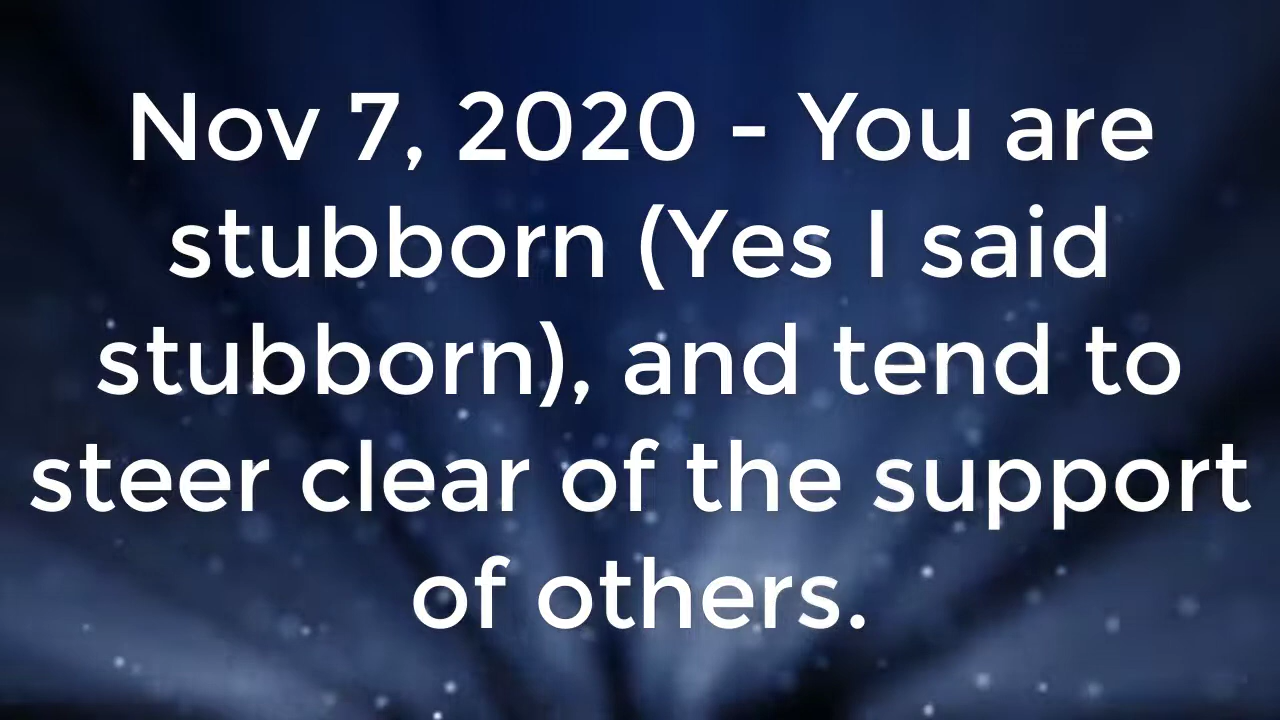 Nov 7, 2020 - You are
stubborn (Yes I said
stubborn), and tend to
steer clear of the support
of others.